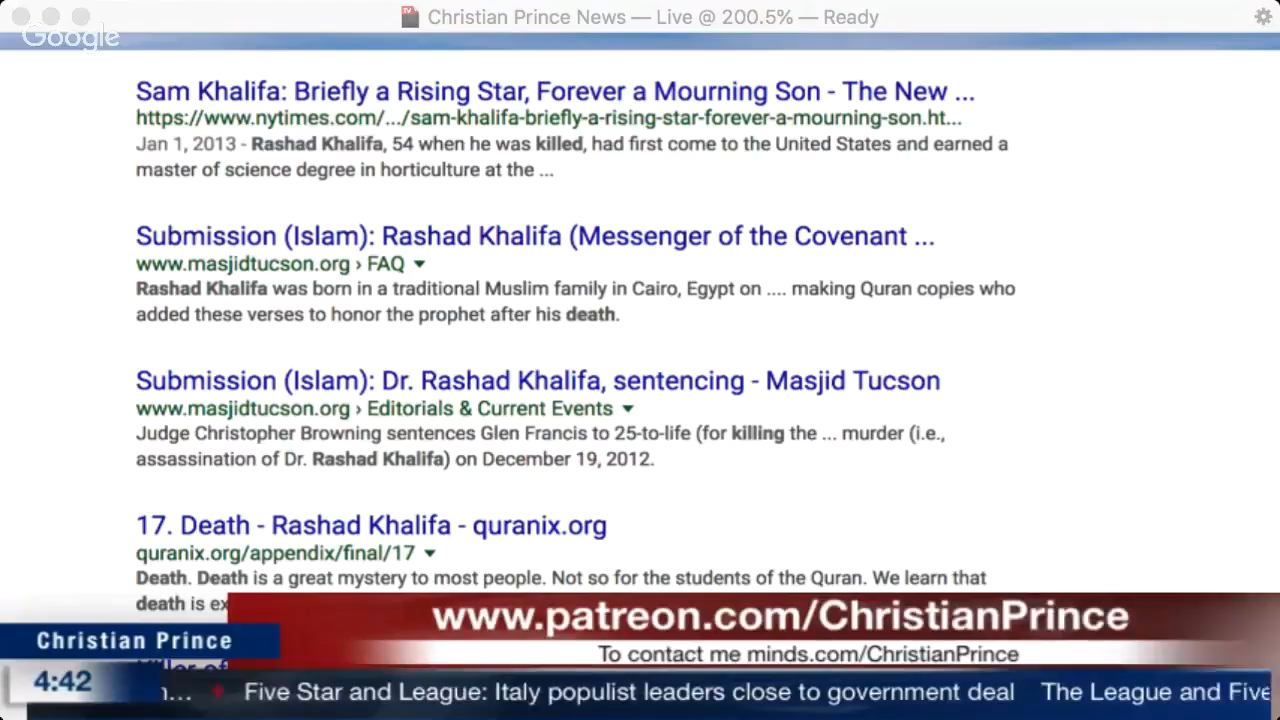 Christian Prince News — Live @ 200.5% — Ready
Google
Sam Khalifa: Briefly a Rising Star, Forever a Mourning Son - The New ...
https://www.nytimes.com/.../sam-khalifa-briefly-a-rising-star-forever-a-mourning-son.ht...
Jan 1, 2013 - Rashad Khalifa, 54 when he was killed, had first come to the United States and earned a
master of science degree in horticulture at the ...
Submission (Islam): Rashad Khalifa (Messenger of the Covenant ...
www.masjidtucson.org › FAQ
Rashad Khalifa was born in a traditional Muslim family in Cairo, Egypt on .... making Quran copies who
added these verses to honor the prophet after his death.
Submission (Islam): Dr. Rashad Khalifa, sentencing - Masjid Tucson
www.masjidtucson.org › Editorials & Current Events
Judge Christopher Browning sentences Glen Francis to 25-to-life (for killing the ... murder (i.e.,
assassination of Dr. Rashad Khalifa) on December 19, 2012.
17. Death - Rashad Khalifa - quranix.org
quranix.org/appendix/final/17
Death. Death is a great mystery to most people. Not so for the students of the Quran. We learn that
death is
www.patreon.com/ChristianPrince
Christian Prince
To contact me minds.com/ChristianPrince
4:42
Five Star and League: Italy populist leaders close to government deal The League and Five